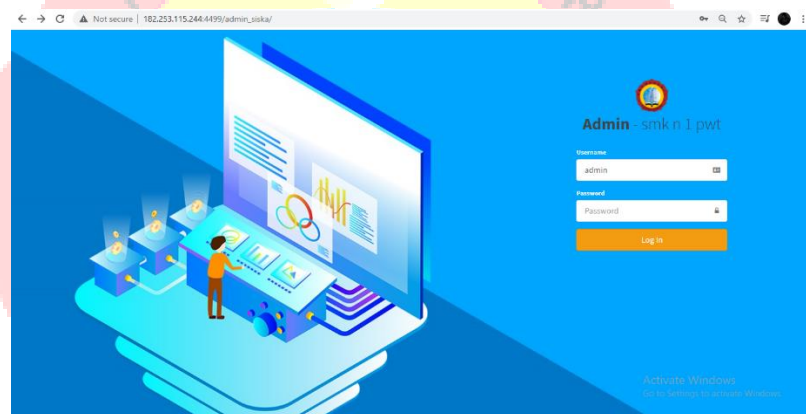 Not secure | 182.253.115.244:4499/admin_siska/
Admin - smk n 1 pwt
Username
admin
Password
Password
Log In
Activate Windows
Go to Settings to activate Windows.